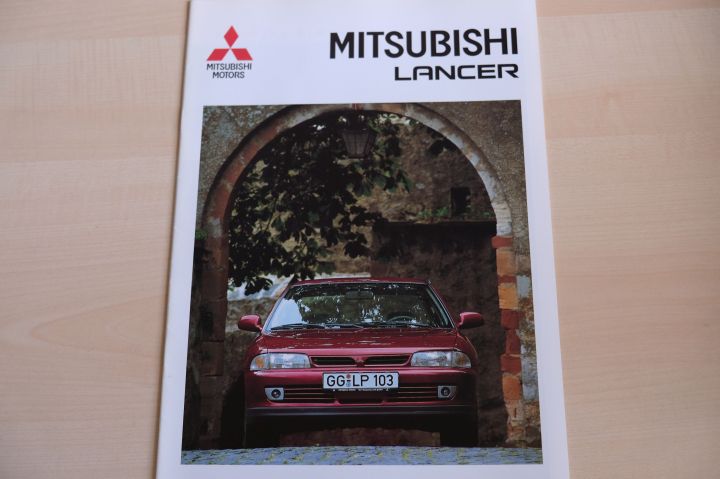 MITSUBISHI
MOTORS
MITSUBISHI
LANCER
GG LP 103